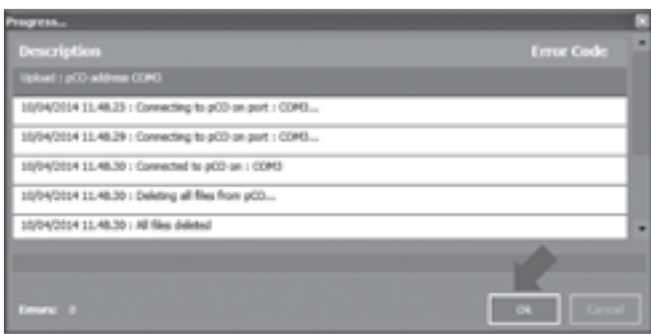 Progress...
Description Error Code
Upload : pCO address COM3
10/04/2014 11.48.23 : Connecting to pCO on port : COM3...
10/04/2014 11.48.29 : Connecting to pCO on port : COM3...
10/04/2014 11.48.30 : Connected to pCO on : COM3
10/04/2014 11.48.30 : Deleting all files from pCO...
10/04/2014 11.48.30 : All files deleted
Errors: 0
Ok Cancel